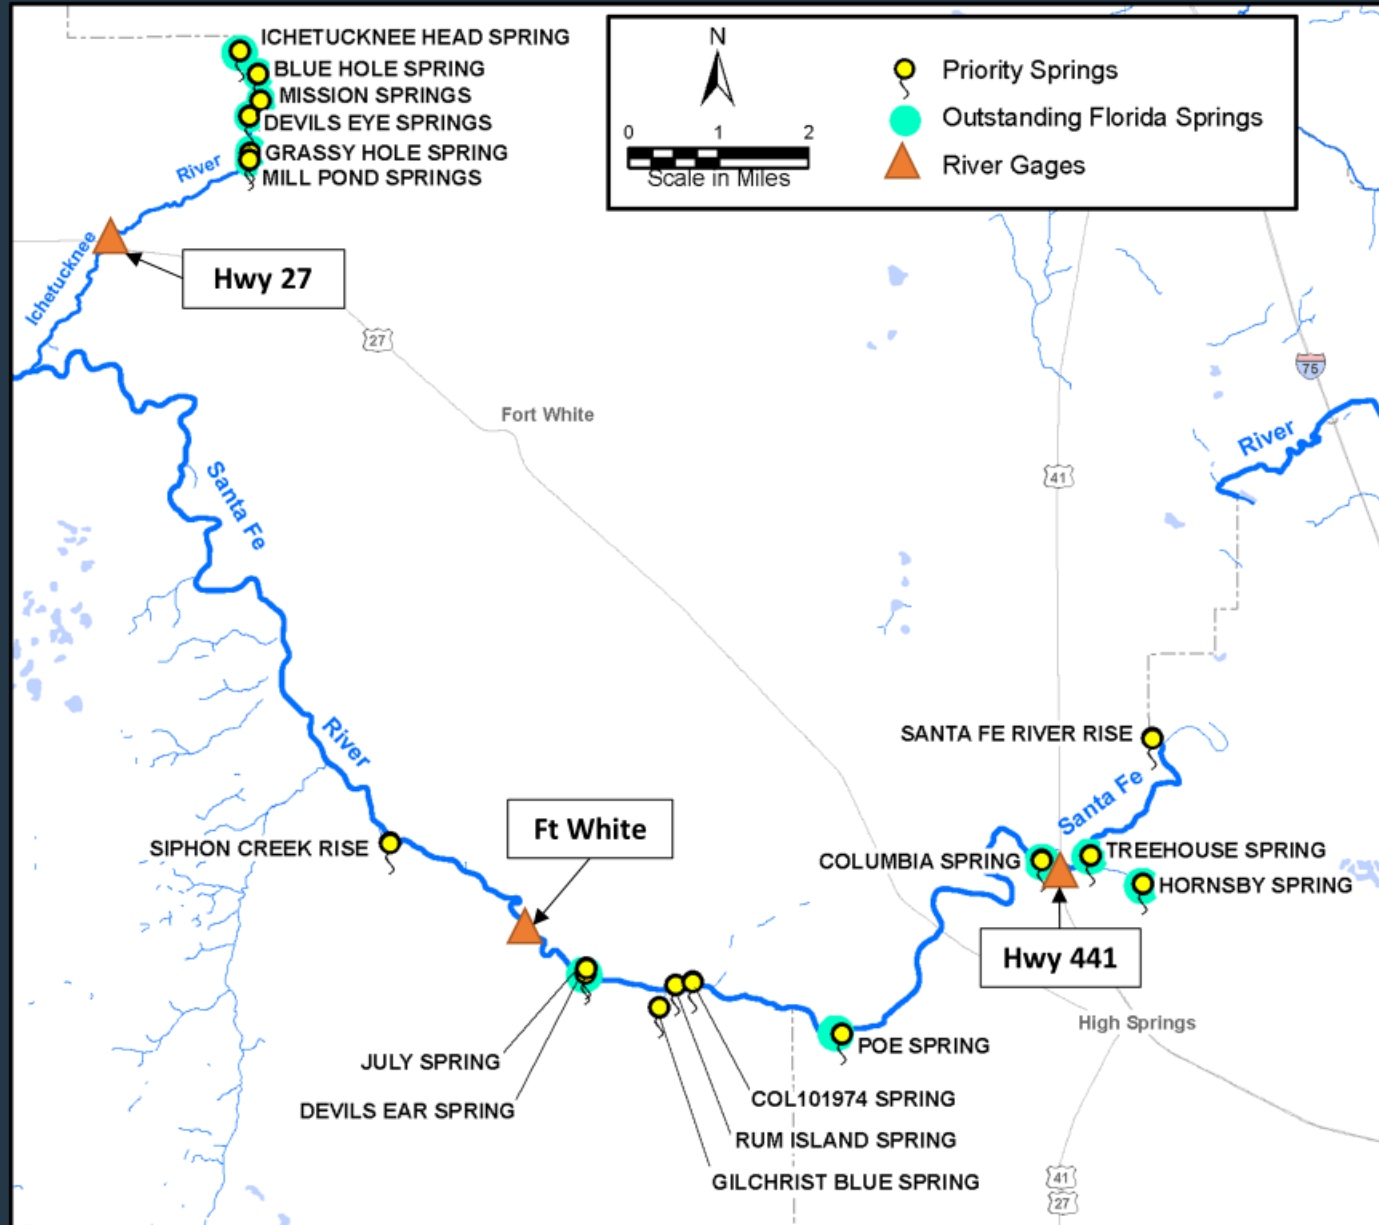 ICHETUCKNEE HEAD SPRING
BLUE HOLE SPRING
MISSION SPRINGS
DEVILS EYE SPRINGS
GRASSY HOLE SPRING
MILL POND SPRINGS
River
Ichetucknee
Hwy 27
27
N
0 1 2
Scale in Miles
Priority Springs
Outstanding Florida Springs
River Gages
75
Fort White
41
River
Santa Fe
River
SANTA FE RIVER RISE
Santa Fe
SIPHON CREEK RISE
Ft White
COLUMBIA SPRING
TREEHOUSE SPRING
HORNSBY SPRING
Hwy 441
High Springs
POE SPRING
JULY SPRING
DEVILS EAR SPRING
COL101974 SPRING
RUM ISLAND SPRING
GILCHRIST BLUE SPRING
41
27